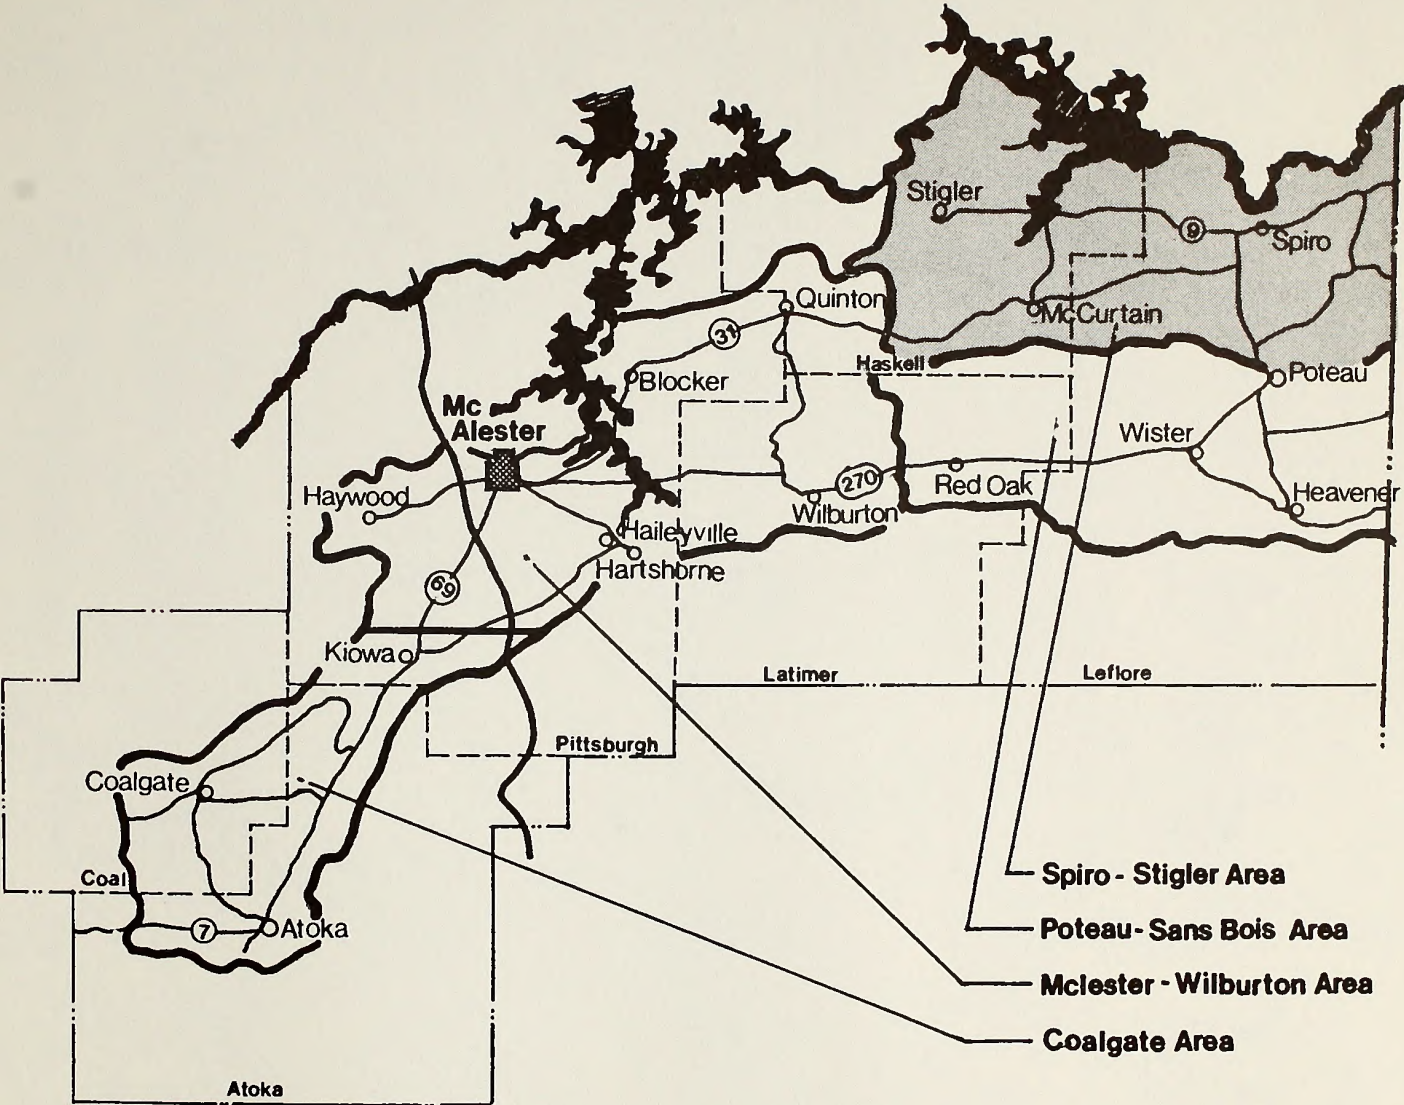 Stigler
9
Spiro
Quinton
McCurtain
31
Haskell
Blocker
Poteau
Mc
Alester
Wister
270
Red Oak
Haywood
Wilburton
Heavener
Haileyville
Hartshorne
69
Kiowa
Latimer
Leflore
Pittsburgh
Coalgate
Coal
7
Atoka
Spiro - Stigler Area
Poteau - Sans Bois Area
Mclester - Wilburton Area
Coalgate Area
Atoka